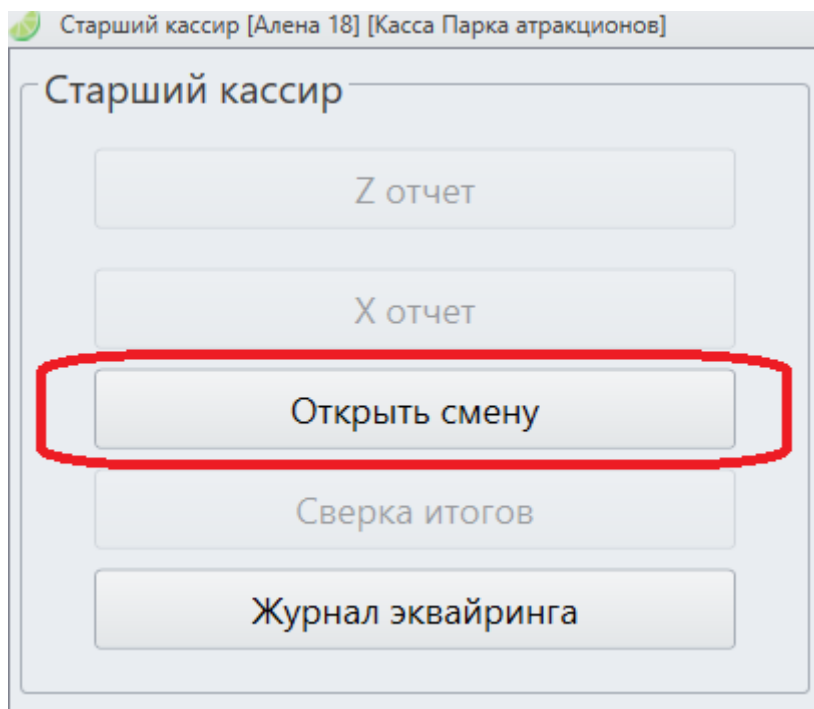 Старший кассир [Алена 18] [Касса Парка атракционов]
Старший кассир
Z отчет
X отчет
Открыть смену
Сверка итогов
Журнал эквайринга